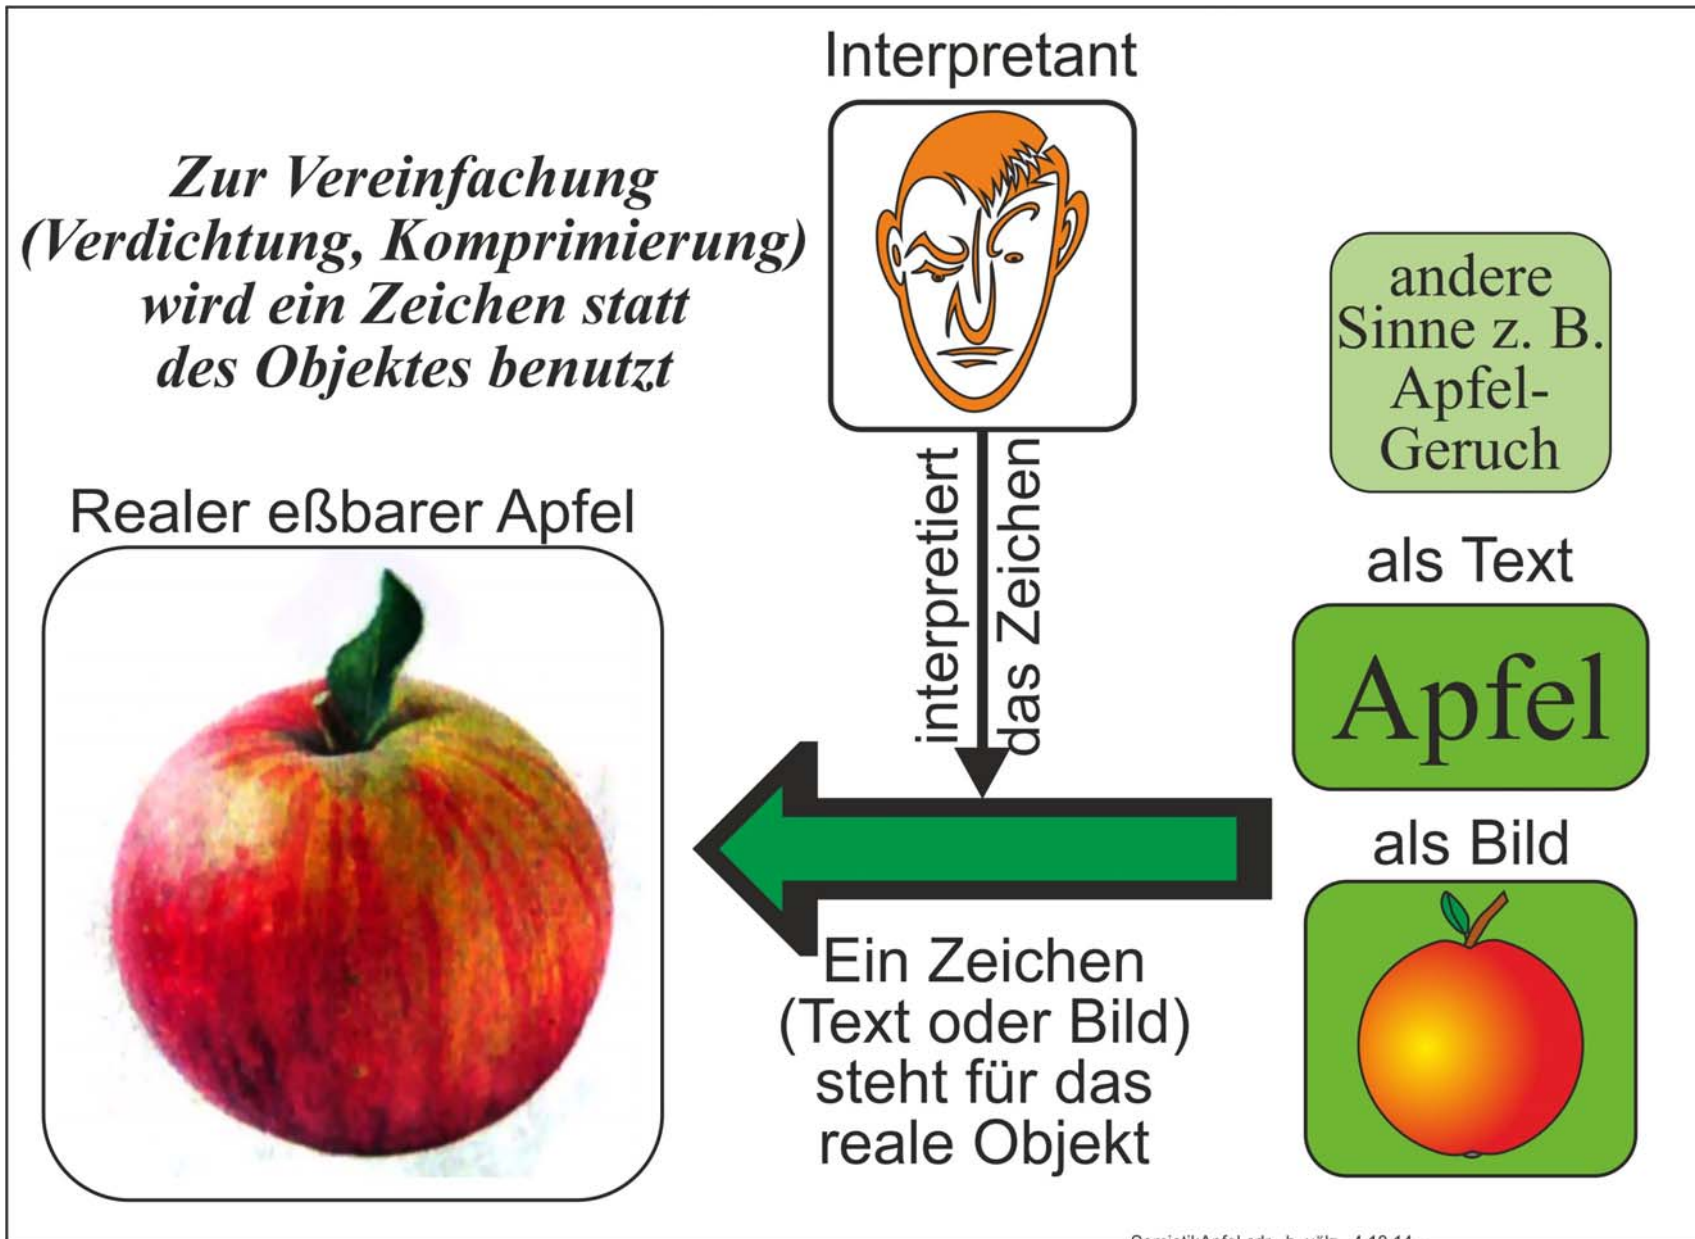 Interpretant
Zur Vereinfachung
(Verdichtung, Komprimierung)
wird ein Zeichen statt
des Objektes benutzt
andere
Sinne z. B.
Apfel-
Geruch
Realer eßbarer Apfel
interpretiert
das Zeichen
als Text
Apfel
als Bild
Ein Zeichen
(Text oder Bild)
steht für das
reale Objekt